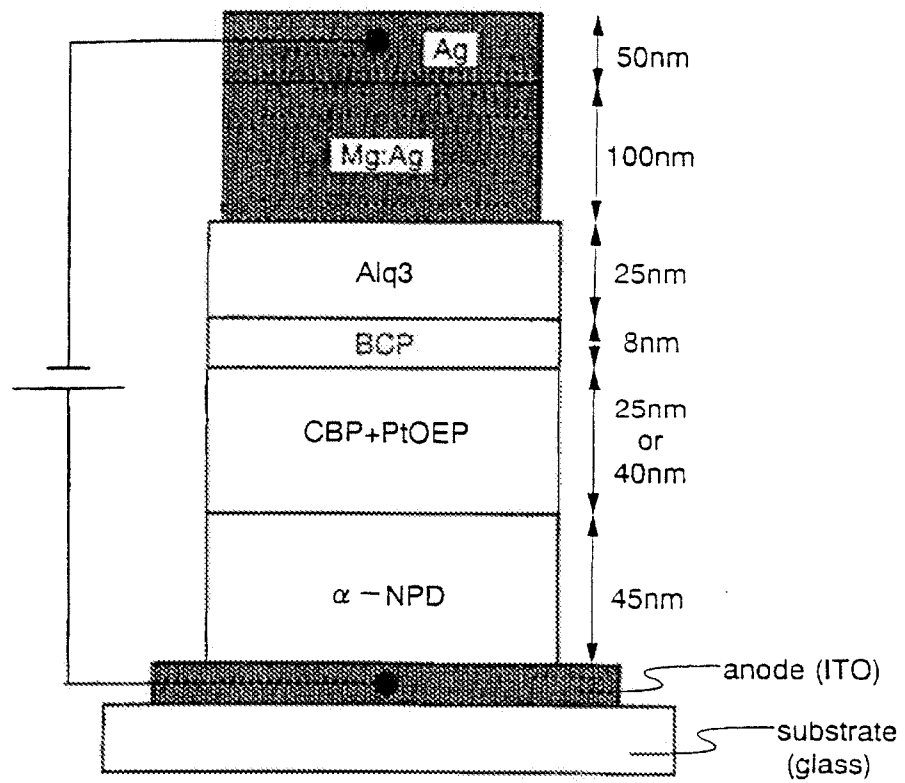 Ag
50nm
Mg:Ag
100nm
Alq3
25nm
BCP
8nm
CBP+PtOEP
25nm
or
40nm
α－NPD
45nm
anode (ITO)
substrate
(glass)